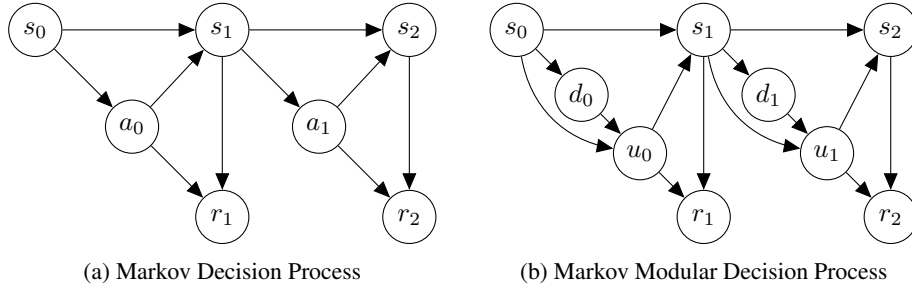 s₀ s₁ s₂ s₀ s₁ s₂
d₀ d₁
a₀ a₁
u₀ u₁
r₁ r₂ r₁ r₂
(a) Markov Decision Process (b) Markov Modular Decision Process